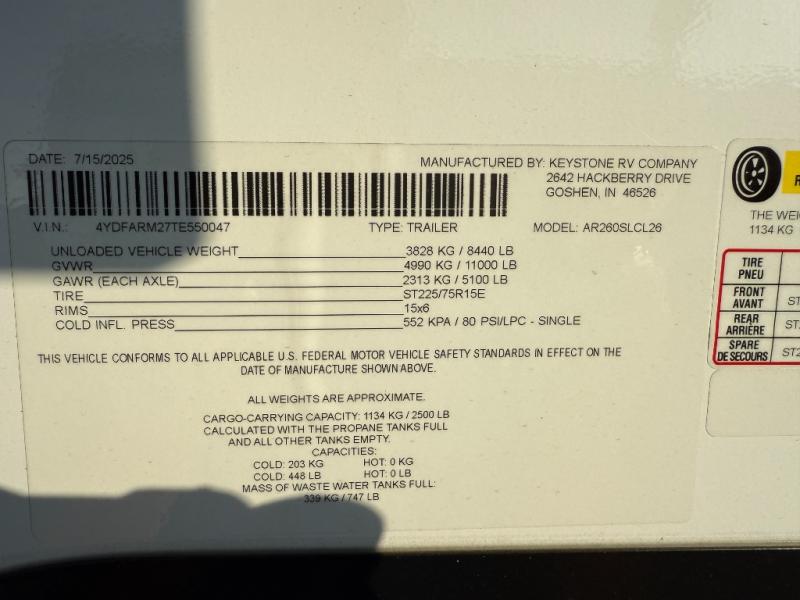 DATE: 7/15/2025
MANUFACTURED BY: KEYSTONE RV COMPANY
2642 HACKBERRY DRIVE
GOSHEN, IN 46526
V.I.N.: 4YDFARM27TE550047 TYPE: TRAILER MODEL: AR260SLCL26
UNLOADED VEHICLE WEIGHT 3828 KG / 8440 LB
GVWR 4990 KG / 11000 LB
GAWR (EACH AXLE) 2313 KG / 5100 LB
TIRE ST225/75R15E
RIMS 15x6
COLD INFL. PRESS 552 KPA / 80 PSI/LPC - SINGLE
THIS VEHICLE CONFORMS TO ALL APPLICABLE U.S. FEDERAL MOTOR VEHICLE SAFETY STANDARDS IN EFFECT ON THE
DATE OF MANUFACTURE SHOWN ABOVE.
ALL WEIGHTS ARE APPROXIMATE.
CARGO-CARRYING CAPACITY: 1134 KG / 2500 LB
CALCULATED WITH THE PROPANE TANKS FULL
AND ALL OTHER TANKS EMPTY.
CAPACITIES:
COLD: 203 KG HOT: 0 KG
COLD: 448 LB HOT: 0 LB
MASS OF WASTE WATER TANKS FULL:
339 KG / 747 LB
THE WEI
1134 KG
TIRE
PNEU
FRONT
AVANT
REAR
ARRIÈRE
SPARE
DE SECOURS